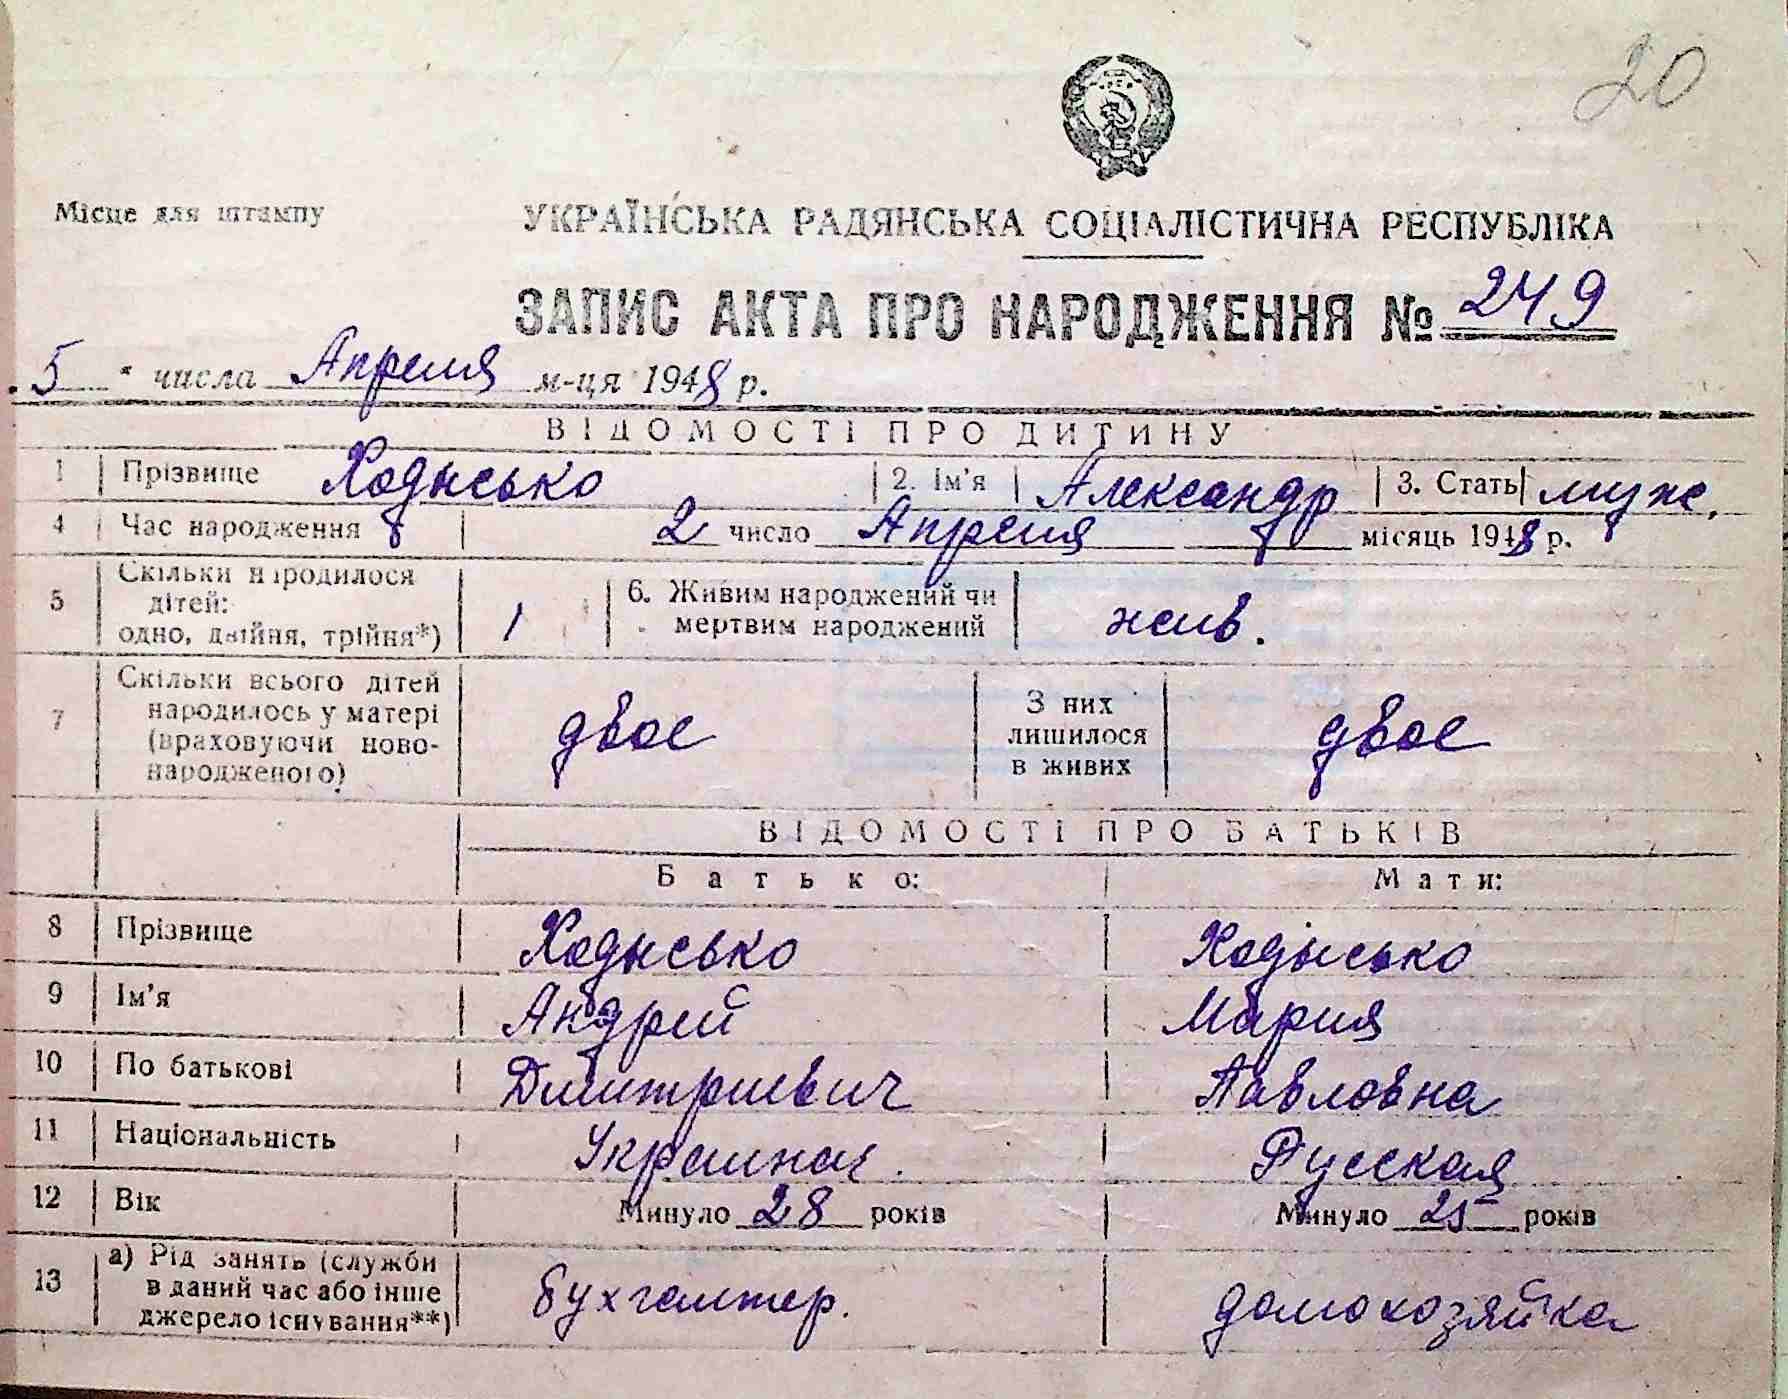 20
Місце для штампу
УКРАЇНСЬКА РАДЯНСЬКА СОЦІАЛІСТИЧНА РЕСПУБЛІКА
ЗАПИС АКТА ПРО НАРОДЖЕННЯ № 249
5 " числа Апреля м-ця 1948 р.
ВІДОМОСТІ ПРО ДИТИНУ
1 Прізвище Ходысько 2. Ім'я Александр 3. Стать муж.
4 Час народження 2 число Апреля місяць 1948 р.
5 Скільки народилося
дітей:
одно, двійня, трійня*) 1
6. Живим народжений чи
мертвим народжений жив.
7 Скільки всього дітей
народилось у матері
(враховуючи ново-
народженого) двое
З них
лишилося
в живих двое
ВІДОМОСТІ ПРО БАТЬКІВ
Батько: Мати:
8 Прізвище Ходысько Ходысько
9 Ім'я Андрей Мария
10 По батькові Дмитриевич Павловна
11 Національність Украинец. Русская
12 Вік Минуло 28 років Минуло 25 років
13 а) Рід занять (служби
в даний час або інше
джерело існування**) бухгалтер. домохозяйка